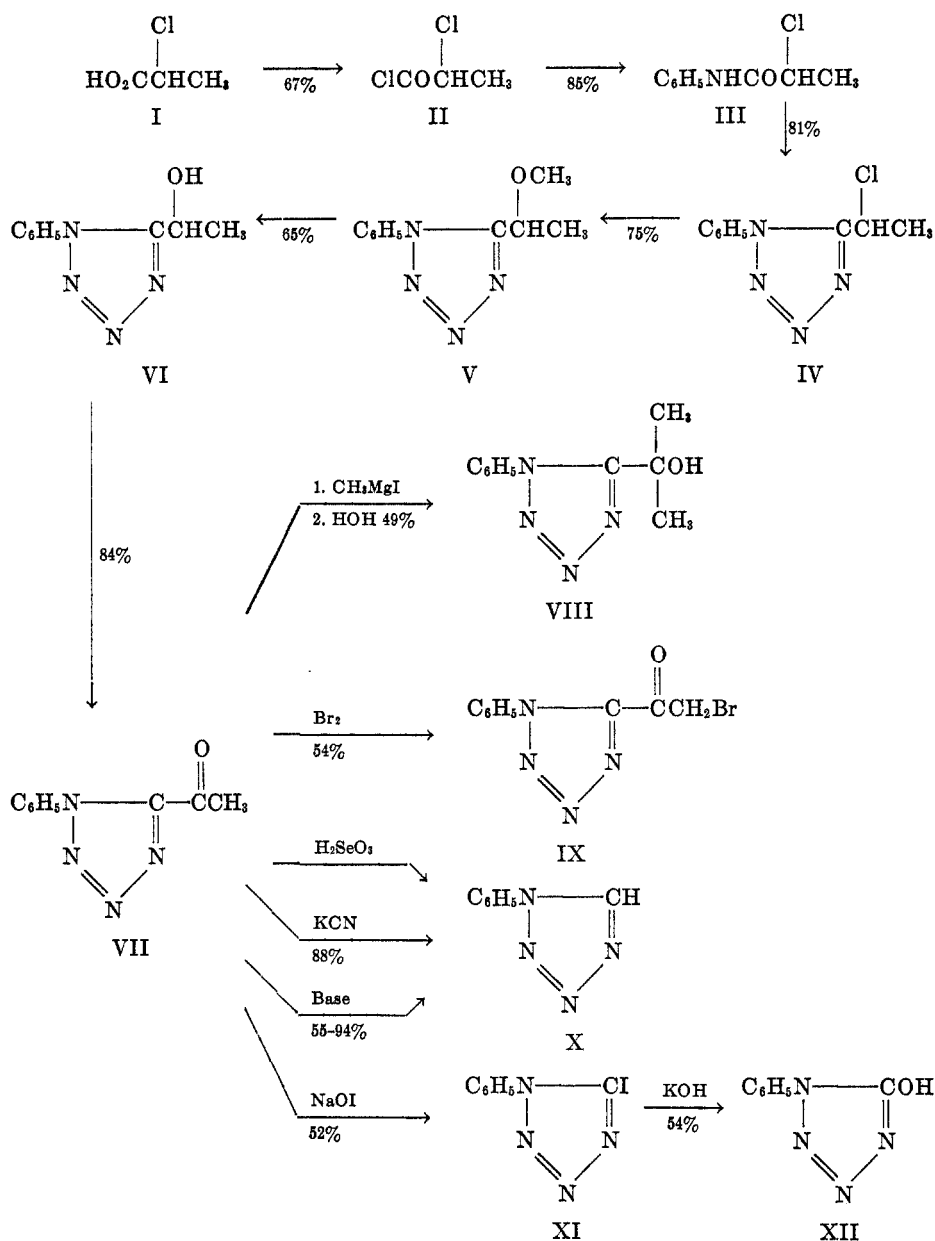 Cl Cl Cl
HO₂CCHCH₃ 67% ClCOCHCH₃ 85% C₆H₅NHCOCHCH₃
I II III
81%
OH OCH₃ Cl
C₆H₅N CCHCH₃ 65% C₆H₅N CCHCH₃ 75% C₆H₅N CCHCH₃
N N N N N N
N N N
VI V IV
CH₃
1. CH₃MgI C₆H₅N C COH
2. HOH 49%
84%
N N CH₃
N
VIII
O
Br₂ C₆H₅N C CCH₂Br
54%
O
N N
C₆H₅N C CCH₃ N
H₂SeO₃ IX
N N
N KCN C₆H₅N CH
VII 88%
N N
Base N
55-94% X
NaOI C₆H₅N CI KOH C₆H₅N COH
52% 54%
N N N N
N N
XI XII